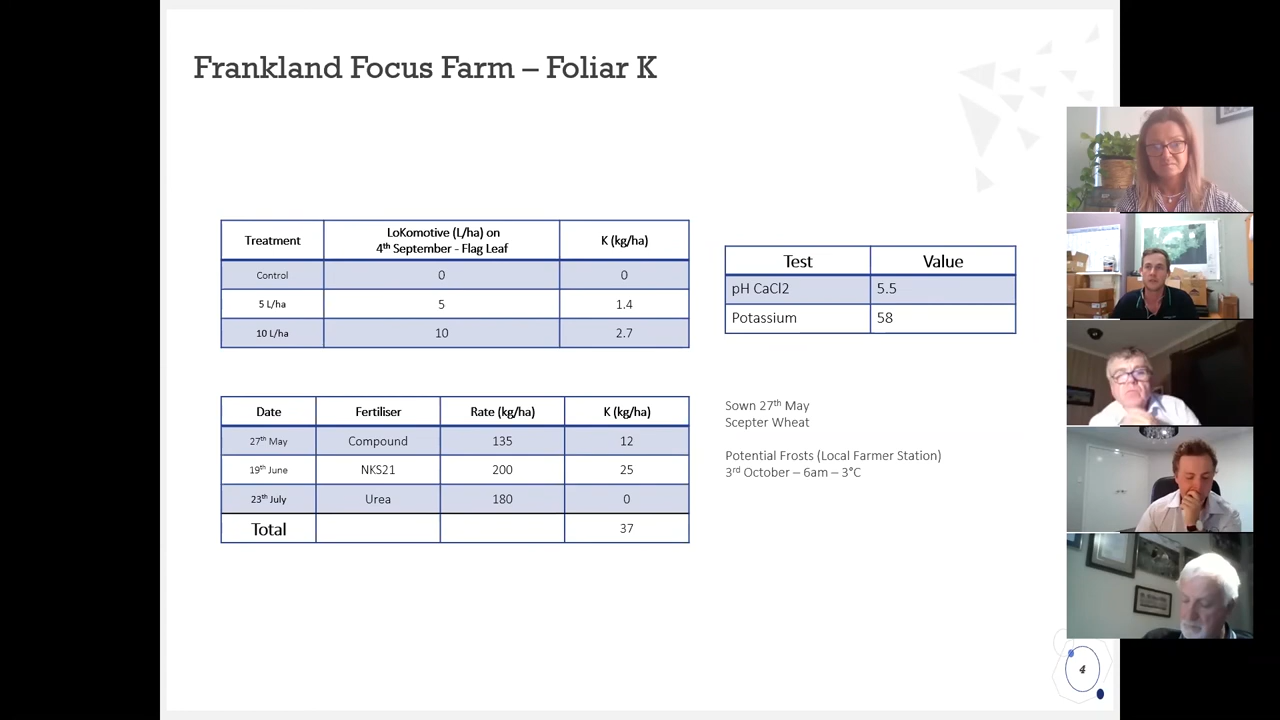 Frankland Focus Farm – Foliar K
Treatment
LoKomotive (L/ha) on
4th September - Flag Leaf
K (kg/ha)
Control 0 0
5 L/ha 5 1.4
10 L/ha 10 2.7
Test Value
pH CaCl2 5.5
Potassium 58
Date Fertiliser Rate (kg/ha) K (kg/ha)
27th May Compound 135 12
19th June NKS21 200 25
23th July Urea 180 0
Total 37
Sown 27th May
Scepter Wheat
Potential Frosts (Local Farmer Station)
3rd October – 6am – 3°C
4